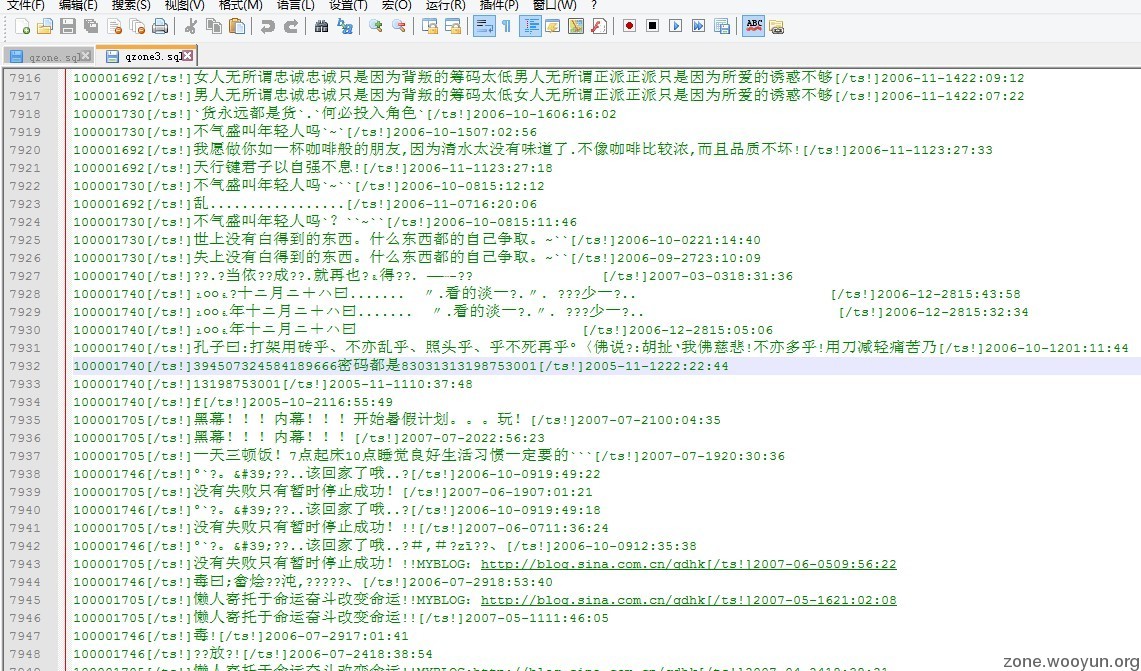 文件(F) 编辑(E) 搜索(S) 视图(V) 格式(M) 语言(L) 设置(T) 宏(O) 运行(R) 插件(P) 窗口(W) ?
qzone.sql qzone3.sql
7916 100001692[/ts!]女人无所谓忠诚忠诚只是因为背叛的筹码太低男人无所谓正派正派只是因为所爱的诱惑不够[/ts!]2006-11-1422:09:12
7917 100001692[/ts!]男人无所谓忠诚忠诚只是因为背叛的筹码太低女人无所谓正派正派只是因为所爱的诱惑不够[/ts!]2006-11-1422:07:22
7918 100001730[/ts!]`货永远都是货`.`何必投入角色`[/ts!]2006-10-1606:16:02
7919 100001730[/ts!]不气盛叫年轻人吗`~`[/ts!]2006-10-1507:02:56
7920 100001692[/ts!]我愿做你如一杯咖啡般的朋友,因为清水太没有味道了.不像咖啡比较浓,而且品质不坏![/ts!]2006-11-1123:27:33
7921 100001692[/ts!]天行键君子以自强不息![/ts!]2006-11-1123:27:18
7922 100001730[/ts!]不气盛叫年轻人吗`~``[/ts!]2006-10-0815:12:12
7923 100001692[/ts!]乱.................[/ts!]2006-11-0716:20:06
7924 100001730[/ts!]不气盛叫年轻人吗`？``~``[/ts!]2006-10-0815:11:46
7925 100001730[/ts!]世上没有白得到的东西。什么东西都的自己争取。~``[/ts!]2006-10-0221:14:40
7926 100001730[/ts!]失上没有白得到的东西。什么东西都的自己争取。~``[/ts!]2006-09-2723:10:09
7927 100001740[/ts!]??.?当依??成??.就再也?﹠得??. ——-?? [/ts!]2007-03-0318:31:36
7928 100001740[/ts!] 十二月二十八曰....... 〃.看的淡一?.〃. ???少一?.. [/ts!]2006-12-2815:43:58
7929 100001740[/ts!] 年十二月二十八曰....... 〃.看的淡一?.〃. ???少一?.. [/ts!]2006-12-2815:32:34
7930 100001740[/ts!] 年十二月二十八曰 [/ts!]2006-12-2815:05:06
7931 100001740[/ts!]孔子曰:打架用砖乎、不亦乱乎、照头乎、乎不死再乎°〈佛说?:胡扯‵我佛慈悲!不亦多乎!用刀减轻痛苦乃[/ts!]2006-10-1201:11:44
7932 100001740[/ts!]394507324584189666密码都是83031313198753001[/ts!]2005-11-1222:22:44
7933 100001740[/ts!]13198753001[/ts!]2005-11-1110:37:48
7934 100001740[/ts!]f[/ts!]2005-10-2116:55:49
7935 100001705[/ts!]黑幕！！！内幕！！！开始暑假计划。。。玩！[/ts!]2007-07-2100:04:35
7936 100001705[/ts!]黑幕！！！内幕！！！[/ts!]2007-07-2022:56:23
7937 100001705[/ts!]一天三顿饭！7点起床10点睡觉良好生活习惯一定要的```[/ts!]2007-07-1920:30:36
7938 100001746[/ts!]°`?。&#39;??..该回家了哦..?[/ts!]2006-10-0919:49:22
7939 100001705[/ts!]没有失败只有暂时停止成功！[/ts!]2007-06-1907:01:21
7940 100001746[/ts!]°`?。&#39;??..该回家了哦..?[/ts!]2006-10-0919:49:18
7941 100001705[/ts!]没有失败只有暂时停止成功！!![/ts!]2007-06-0711:36:24
7942 100001746[/ts!]°`?。&#39;??..该回家了哦..?＃,＃?zī??、[/ts!]2006-10-0912:35:38
7943 100001705[/ts!]没有失败只有暂时停止成功！!!MYBLOG：http://blog.sina.com.cn/gdhk[/ts!]2007-06-0509:56:22
7944 100001746[/ts!]毒曰;畲烩??沌,?????、[/ts!]2006-07-2918:53:40
7945 100001705[/ts!]懒人寄托于命运奋斗改变命运!!MYBLOG：http://blog.sina.com.cn/gdhk[/ts!]2007-05-1621:02:08
7946 100001705[/ts!]懒人寄托于命运奋斗改变命运!![/ts!]2007-05-1111:46:05
7947 100001746[/ts!]毒![/ts!]2006-07-2917:01:41
7948 100001746[/ts!]??放?![/ts!]2006-07-2418:38:54
zone.wooyun.org